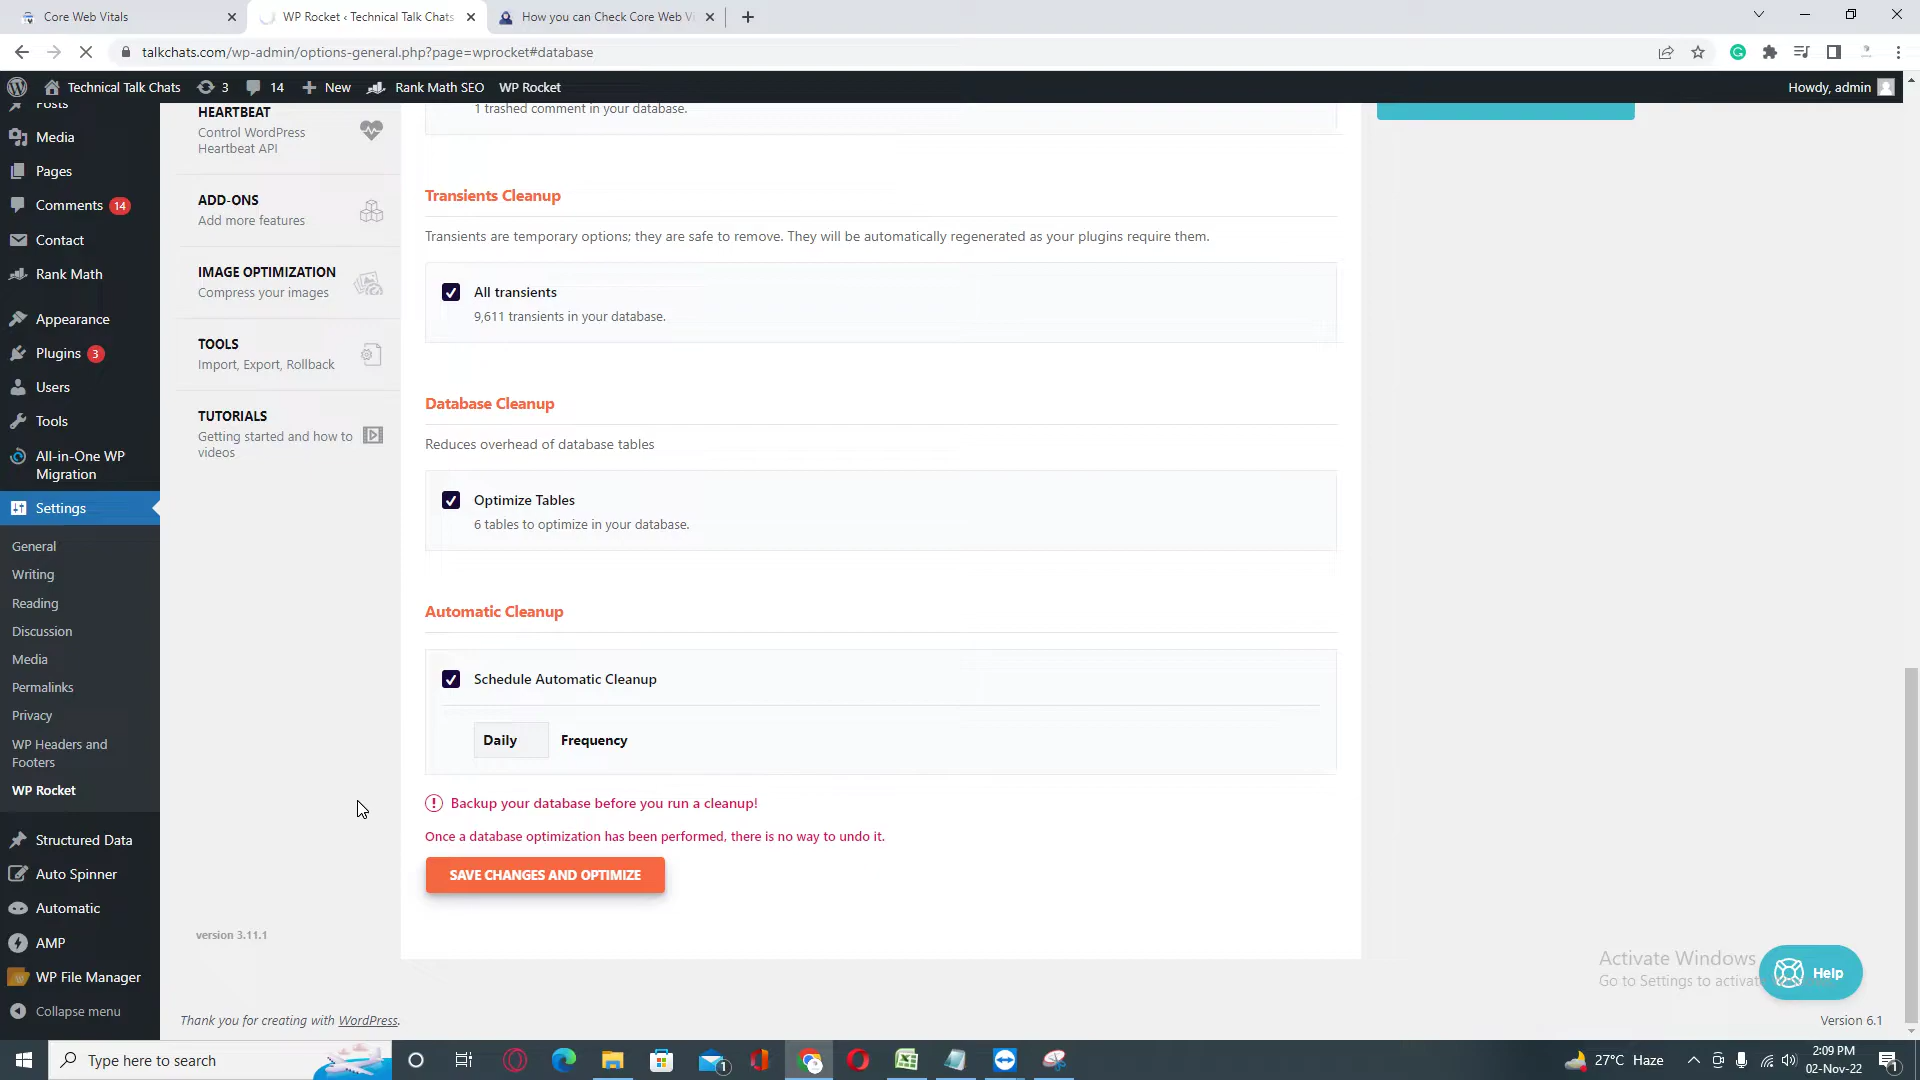 Core Web Vitals
WP Rocket ‹ Technical Talk Chats
How you can Check Core Web Vi
talkchats.com/wp-admin/options-general.php?page=wprocket#database
Technical Talk Chats
3
14
New
Rank Math SEO
WP Rocket
Howdy, admin
Posts
Media
Pages
Comments 14
Contact
Rank Math
Appearance
Plugins 3
Users
Tools
All-in-One WP
Migration
Settings
General
Writing
Reading
Discussion
Media
Permalinks
Privacy
WP Headers and
Footers
WP Rocket
Structured Data
Auto Spinner
Automatic
AMP
WP File Manager
Collapse menu
HEARTBEAT
Control WordPress
Heartbeat API
ADD-ONS
Add more features
IMAGE OPTIMIZATION
Compress your images
TOOLS
Import, Export, Rollback
TUTORIALS
Getting started and how to
videos
version 3.11.1
1 trashed comment in your database.
Transients Cleanup
Transients are temporary options; they are safe to remove. They will be automatically regenerated as your plugins require them.
All transients
9,611 transients in your database.
Database Cleanup
Reduces overhead of database tables
Optimize Tables
6 tables to optimize in your database.
Automatic Cleanup
Schedule Automatic Cleanup
Daily Frequency
Backup your database before you run a cleanup!
Once a database optimization has been performed, there is no way to undo it.
SAVE CHANGES AND OPTIMIZE
Activate Windows
Go to Settings to activate
Help
Thank you for creating with WordPress.
Version 6.1
Type here to search
1
27°C Haze
2:09 PM
02-Nov-22
1